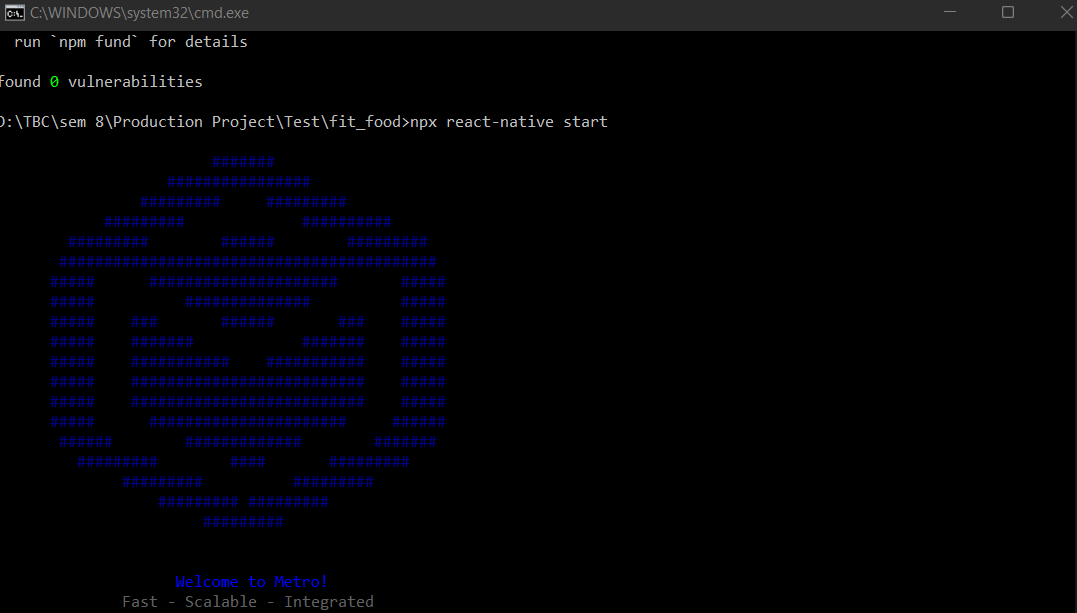 C:\WINDOWS\system32\cmd.exe
run `npm fund` for details
found 0 vulnerabilities
D:\TBC\sem 8\Production Project\Test\fit_food>npx react-native start
#######
################
#########     #########
#########             ##########
#########        ######        #########
##########################################
#####      #####################       #####
#####          ##############          #####
#####    ###       ######       ###    #####
#####    #######            #######    #####
#####    ###########    ###########    #####
#####    ##########################    #####
#####    ##########################    #####
#####      ######################     ######
######        #############        #######
#########        ####       #########
#########          #########
######### #########
#########
Welcome to Metro!
Fast - Scalable - Integrated